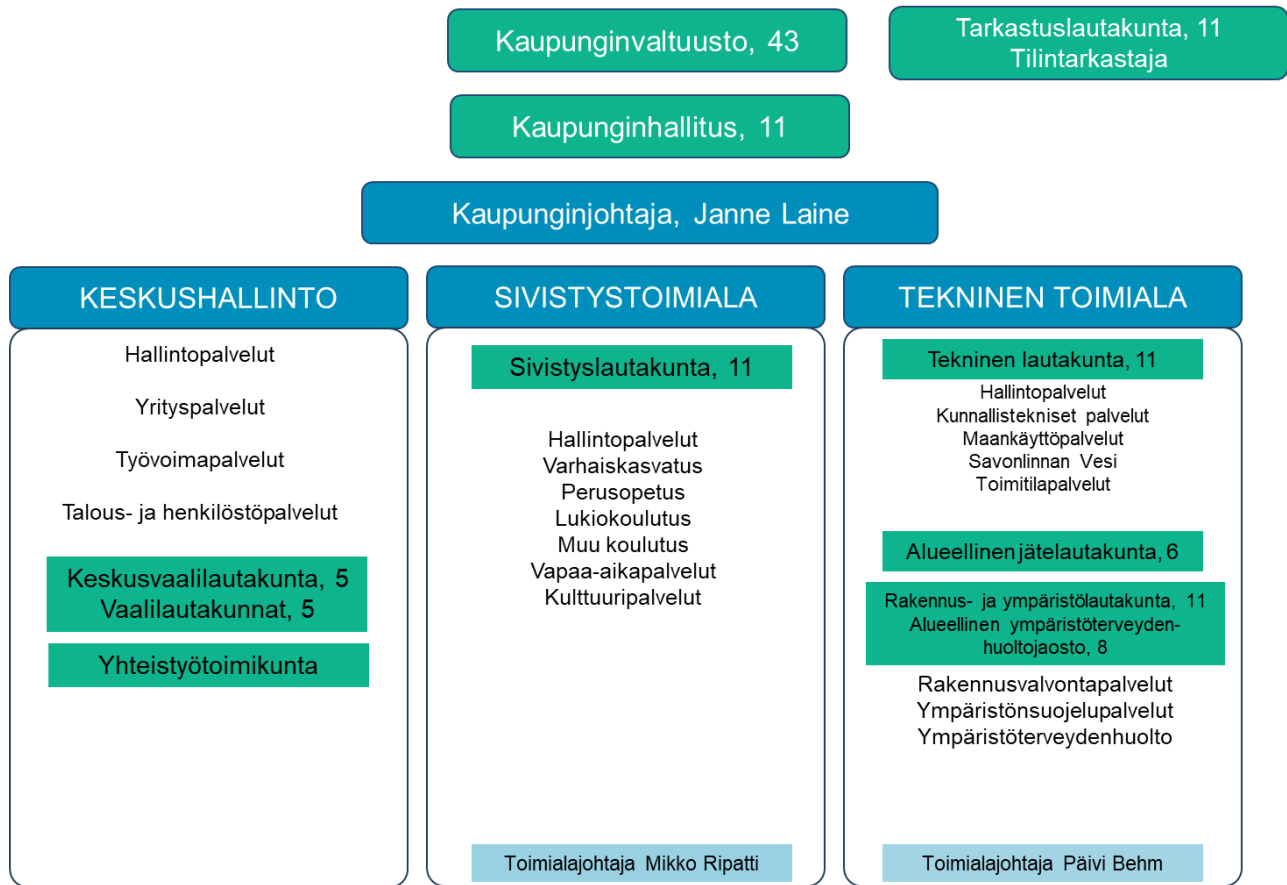 Kaupunginvaltuusto, 43
Tarkastuslautakunta, 11
Tilintarkastaja
Kaupunginhallitus, 11
Kaupunginjohtaja, Janne Laine
KESKUSHALLINTO
Hallintopalvelut
Yrityspalvelut
Työvoimapalvelut
Talous- ja henkilöstöpalvelut
Keskusvaalilautakunta, 5
Vaalilautakunnat, 5
Yhteistyötoimikunta
SIVISTYSTOIMIALA
Sivistyslautakunta, 11
Hallintopalvelut
Varhaiskasvatus
Perusopetus
Lukiokoulutus
Muu koulutus
Vapaa-aikapalvelut
Kulttuuripalvelut
Toimialajohtaja Mikko Ripatti
TEKNINEN TOIMIALA
Tekninen lautakunta, 11
Hallintopalvelut
Kunnallistekniset palvelut
Maankäyttöpalvelut
Savonlinnan Vesi
Toimitilapalvelut
Alueellinen jätelautakunta, 6
Rakennus- ja ympäristölautakunta, 11
Alueellinen ympäristöterveyden-
huoltojaosto, 8
Rakennusvalvontapalvelut
Ympäristönsuojelupalvelut
Ympäristöterveydenhuolto
Toimialajohtaja Päivi Behm